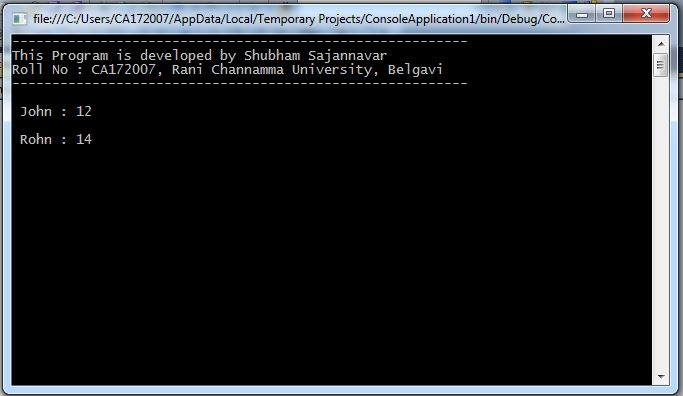 file:///C:/Users/CA172007/AppData/Local/Temporary Projects/ConsoleApplication1/bin/Debug/Co...
------------------------------------------------------------
This Program is developed by Shubham Sajannavar
Roll No : CA172007, Rani Channamma University, Belgavi
------------------------------------------------------------
John : 12
Rohn : 14